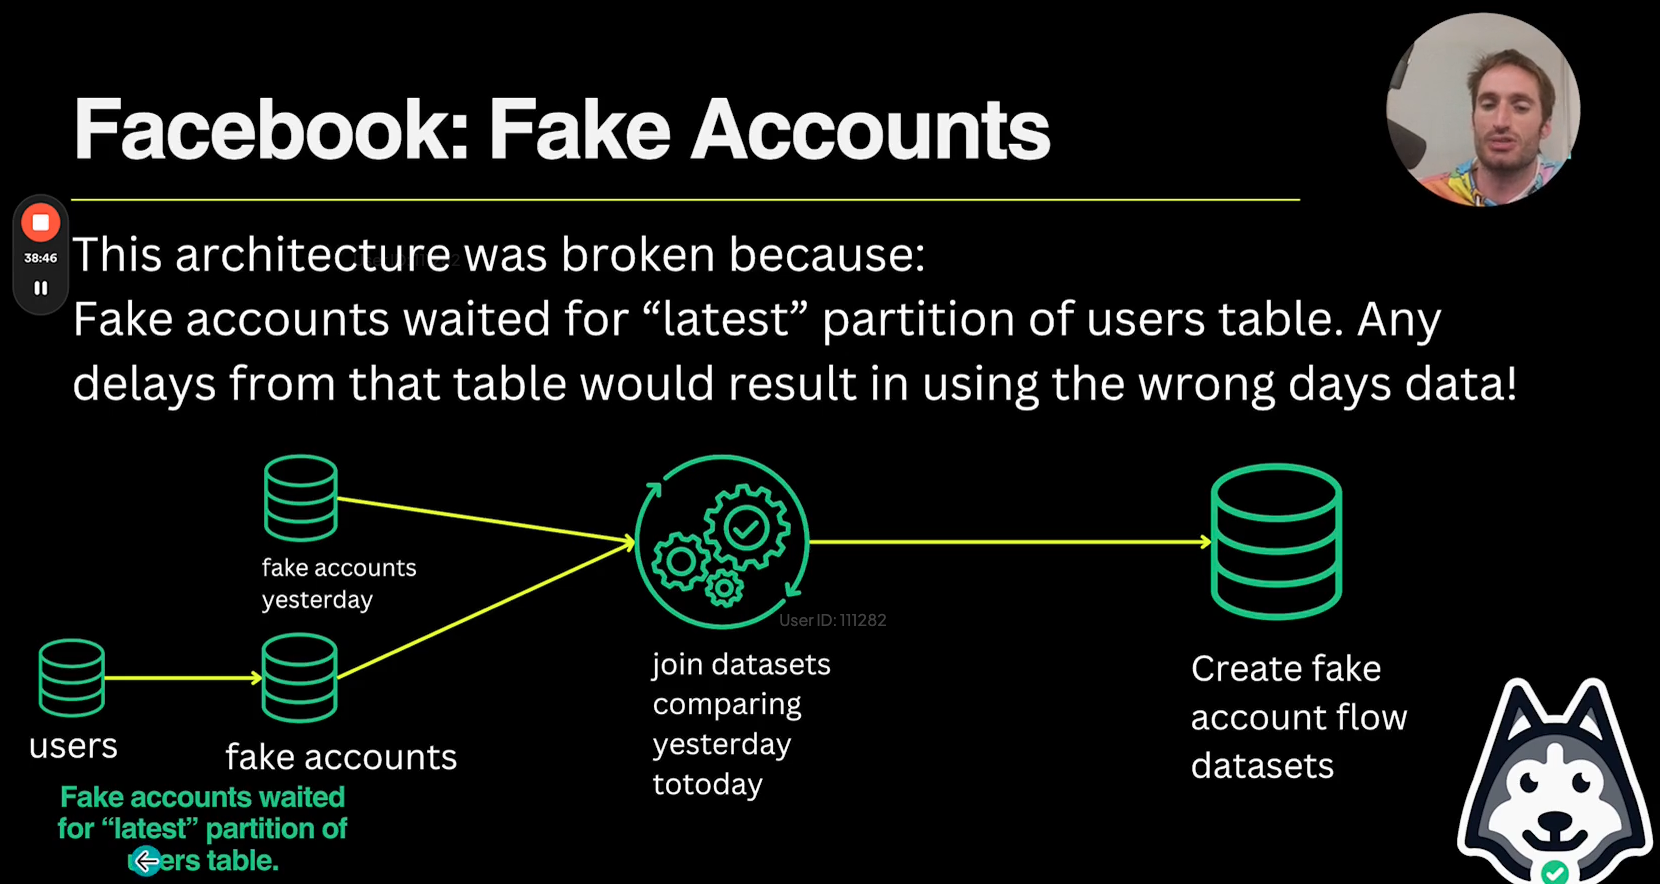 Facebook: Fake Accounts
38:46
This architecture was broken because:
Fake accounts waited for “latest” partition of users table. Any
delays from that table would result in using the wrong days data!
fake accounts
yesterday
users
fake accounts
Fake accounts waited
for “latest” partition of
table.
User ID: 111282
join datasets
comparing
yesterday
totoday
Create fake
account flow
datasets